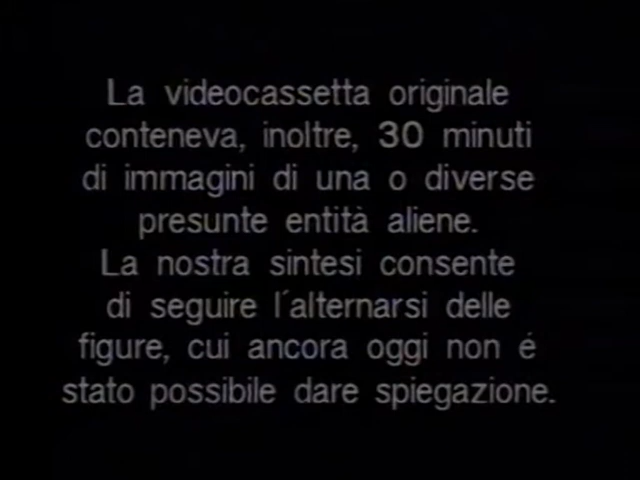 La videocassetta originale
conteneva, inoltre, 30 minuti
di immagini di una o diverse
presunte entità aliene.
La nostra sintesi consente
di seguire l´alternarsi delle
figure, cui ancora oggi non é
stato possibile dare spiegazione.